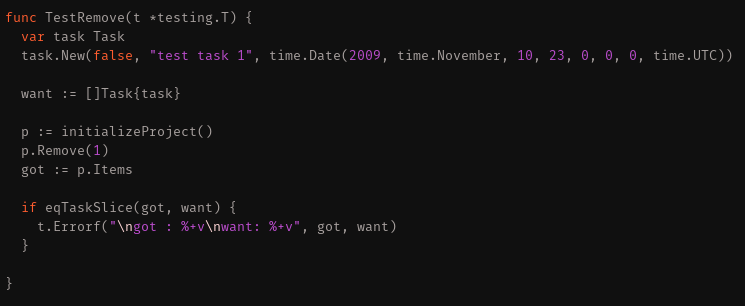 func TestRemove(t *testing.T) {
  var task Task
  task.New(false, "test task 1", time.Date(2009, time.November, 10, 23, 0, 0, 0, time.UTC))

  want := []Task{task}

  p := initializeProject()
  p.Remove(1)
  got := p.Items

  if eqTaskSlice(got, want) {
    t.Errorf("\ngot : %+v\nwant: %+v", got, want)
  }

}